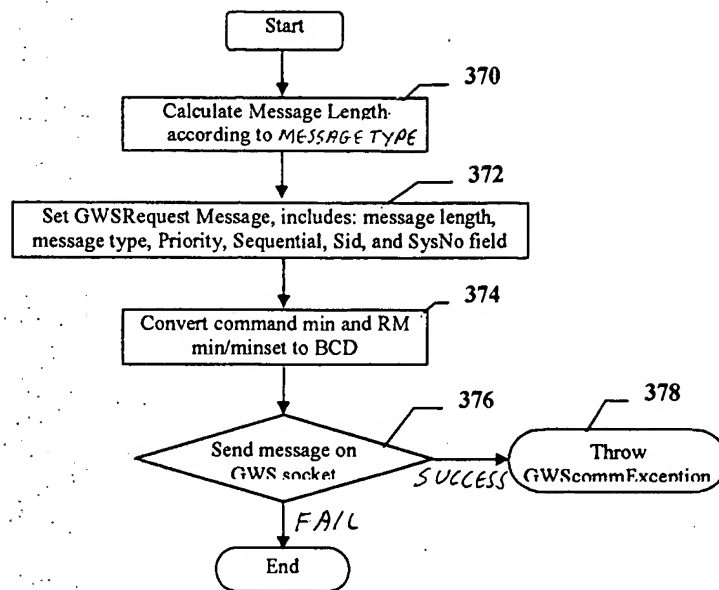 Start
370
Calculate Message Length
according to MESSAGE TYPE
372
Set GWSRequest Message, includes: message length,
message type, Priority, Sequential, Sid, and SysNo field
374
Convert command min and RM
min/minset to BCD
376
Send message on
GWS socket
SUCCESS
378
Throw
GWScommException
FAIL
End